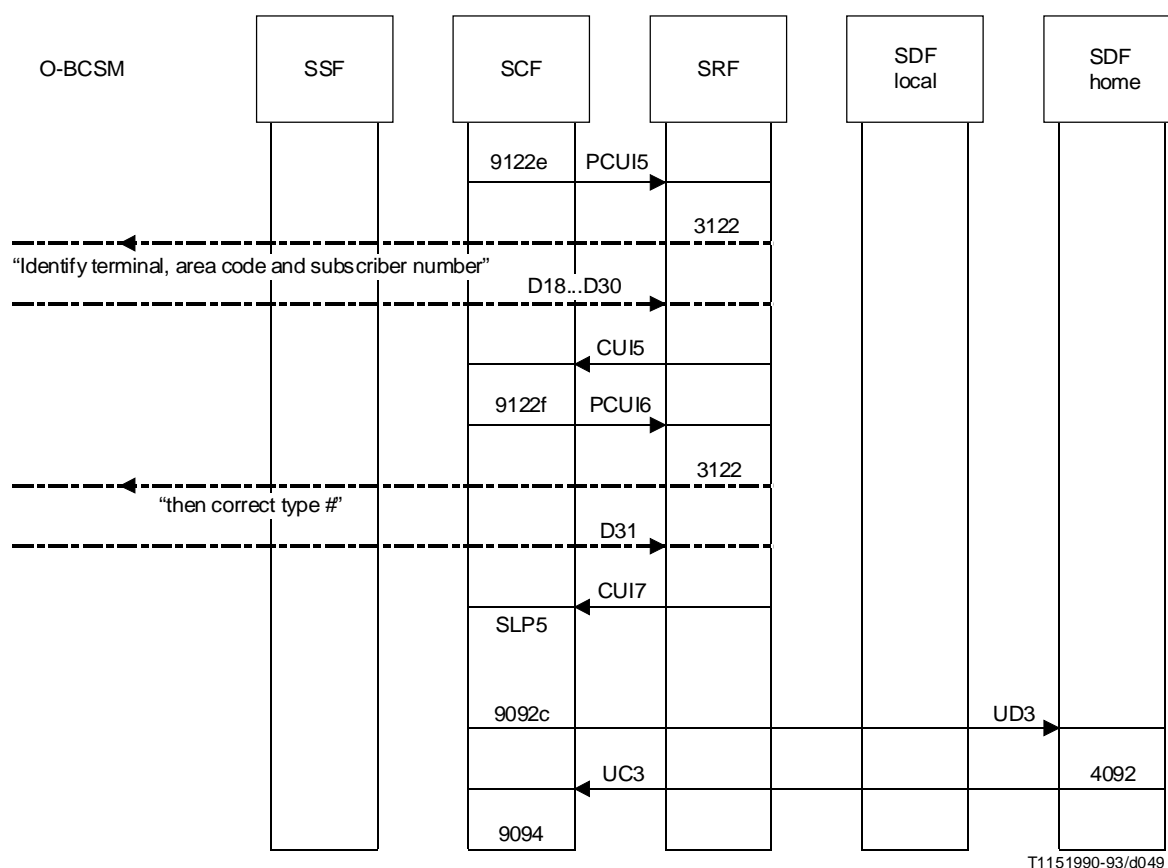 O-BCSM
SSF
SCF
SRF
SDF
local
SDF
home
9122e
PCUI5
3122
“Identify terminal, area code and subscriber number”
D18...D30
CUI5
9122f
PCUI6
3122
“then correct type #”
D31
CUI7
SLP5
9092c
UD3
UC3
4092
9094
T1151990-93/d049